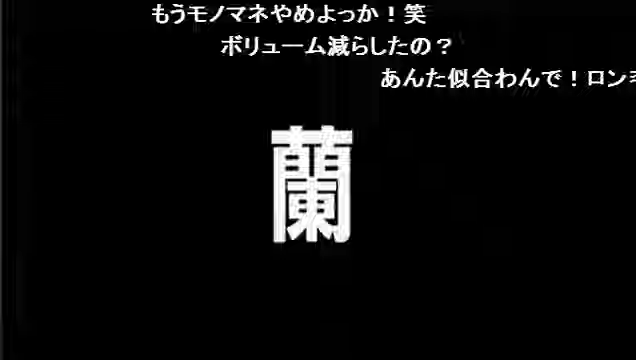 もうモノマネやめよっか！笑
ボリューム減らしたの？
あんた似合わんで！ロン
蘭